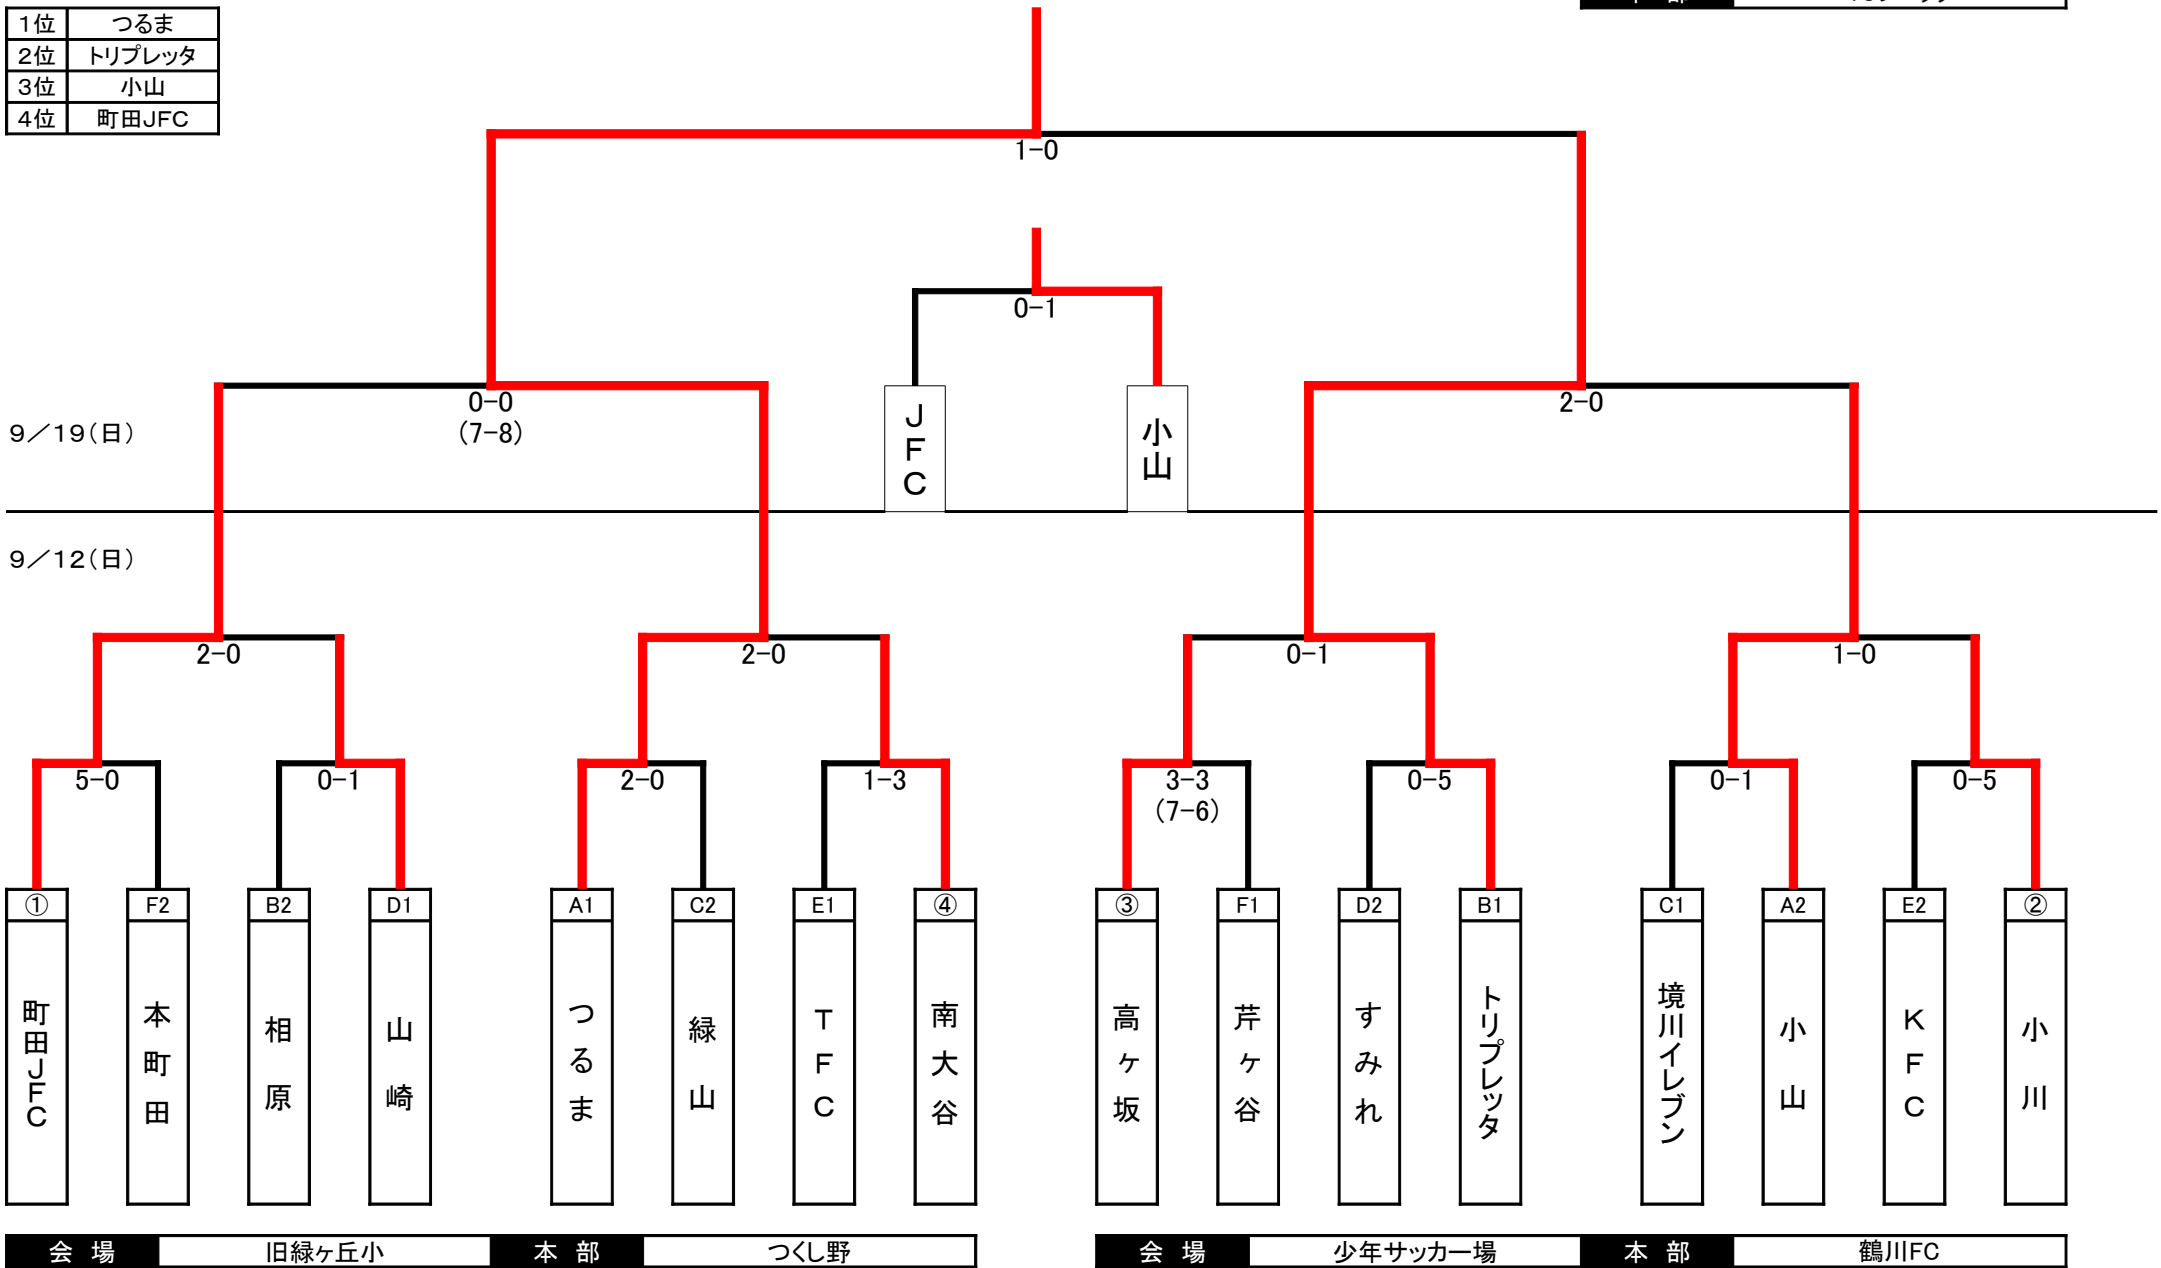 1位 つるま
2位 トリプレッタ
3位 小山
4位 町田JFC
1-0
0-1
0-0
(7-8)
JFC
小山
2-0
9／19(日)
9／12(日)
2-0
2-0
0-1
1-0
5-0
0-1
2-0
1-3
3-3
(7-6)
0-5
0-1
0-5
① F2 B2 D1 A1 C2 E1 ④ ③ F1 D2 B1 C1 A2 E2 ②
町田JFC
本町田
相原
山崎
つるま
緑山
TFC
南大谷
高ヶ坂
芹ヶ谷
すみれ
トリプレッタ
境川イレブン
小山
KFC
小川
会場 旧緑ヶ丘小 本部 つくし野
会場 少年サッカー場 本部 鶴川FC